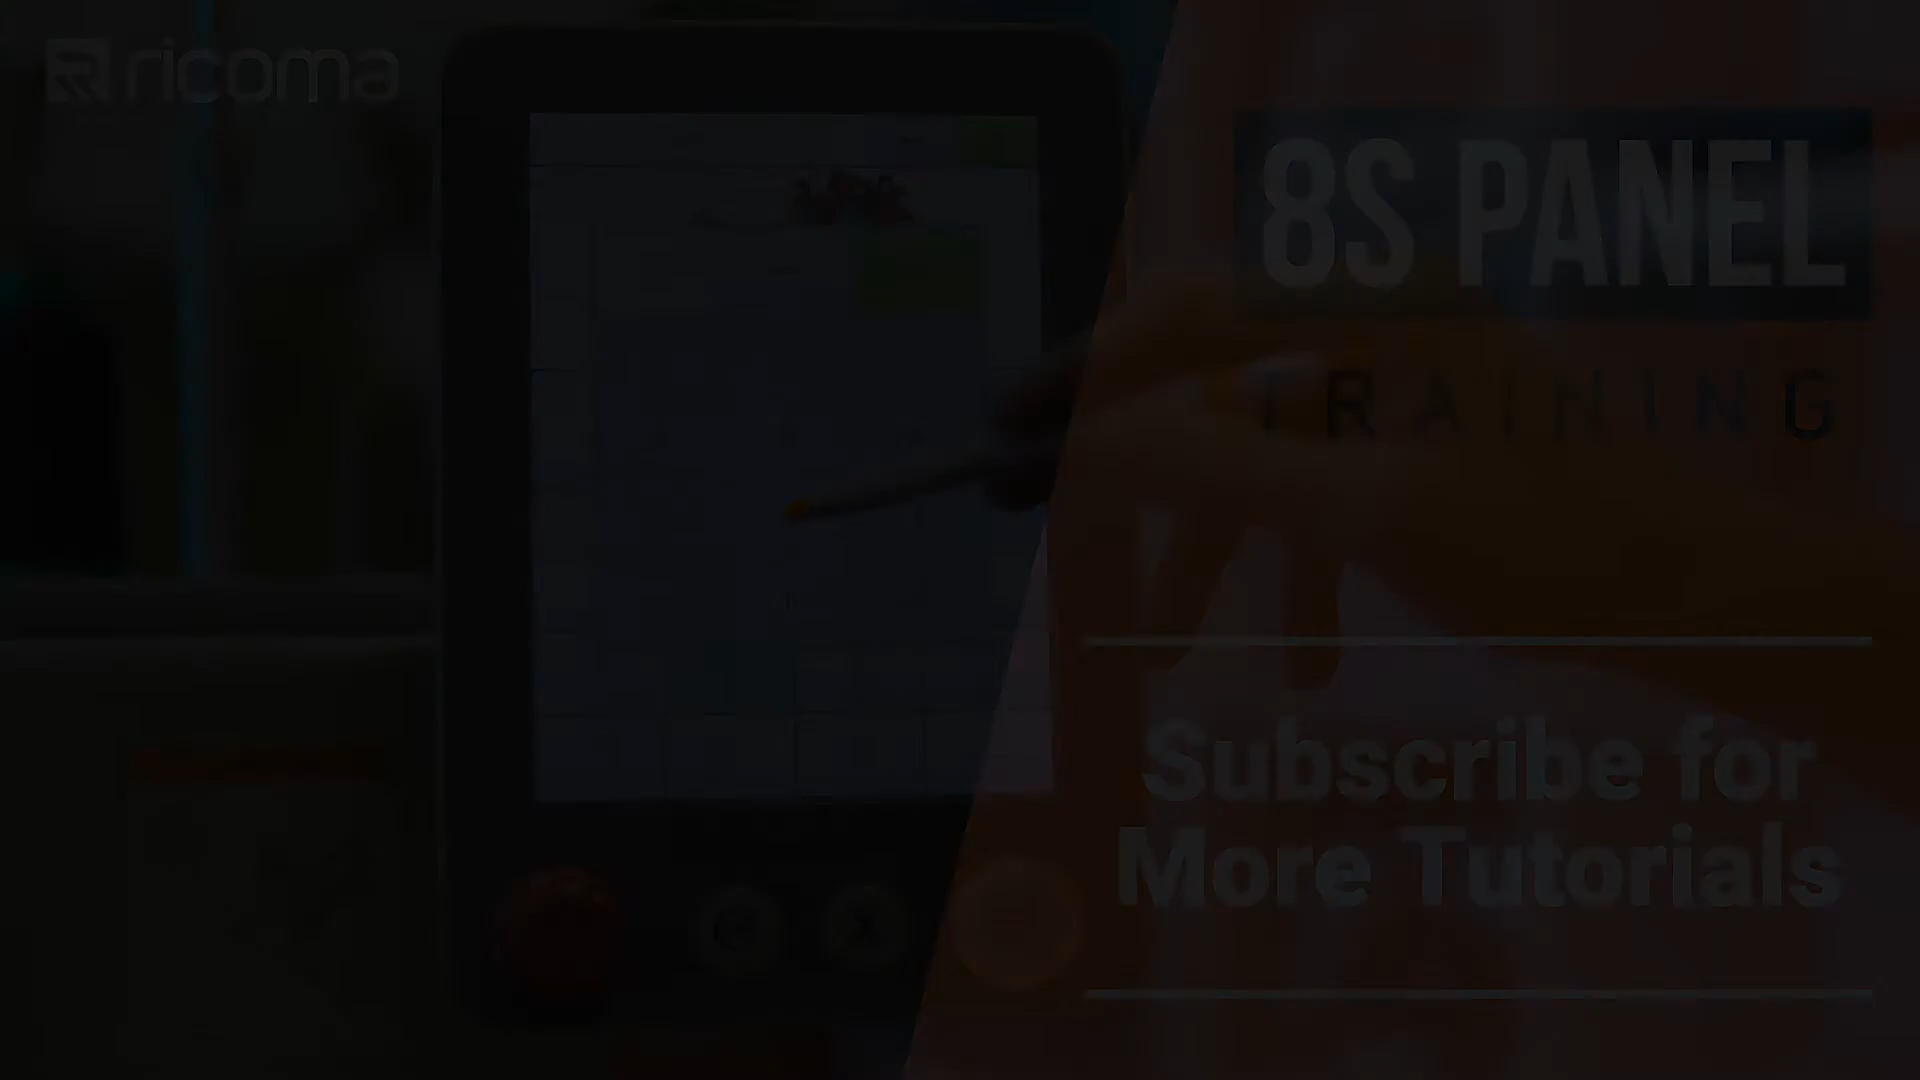 ricoma
8S PANEL
TRAINING
Subscribe for
More Tutorials